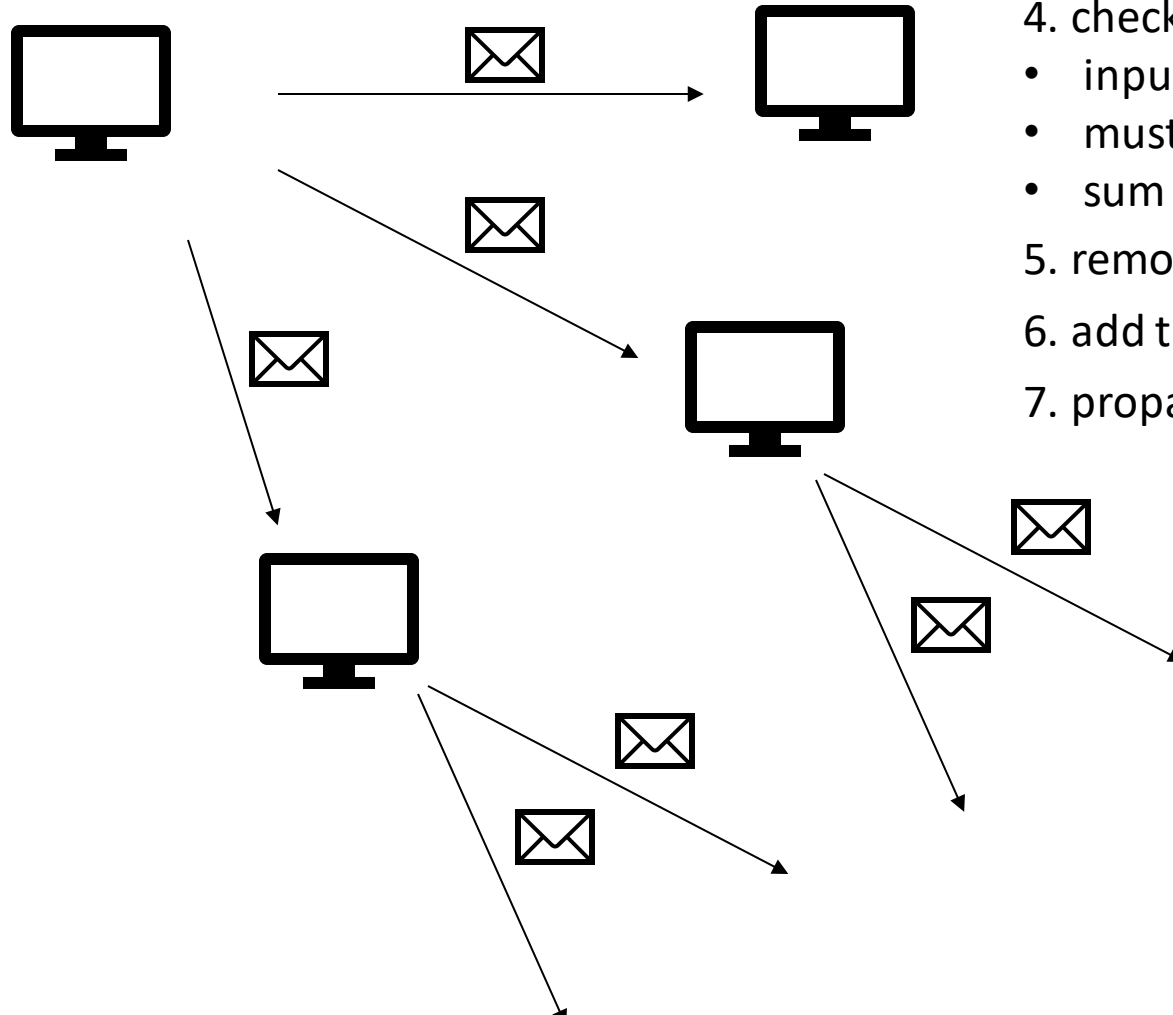 4. check
• inpu
• must
• sum
5. remo
6. add t
7. propa